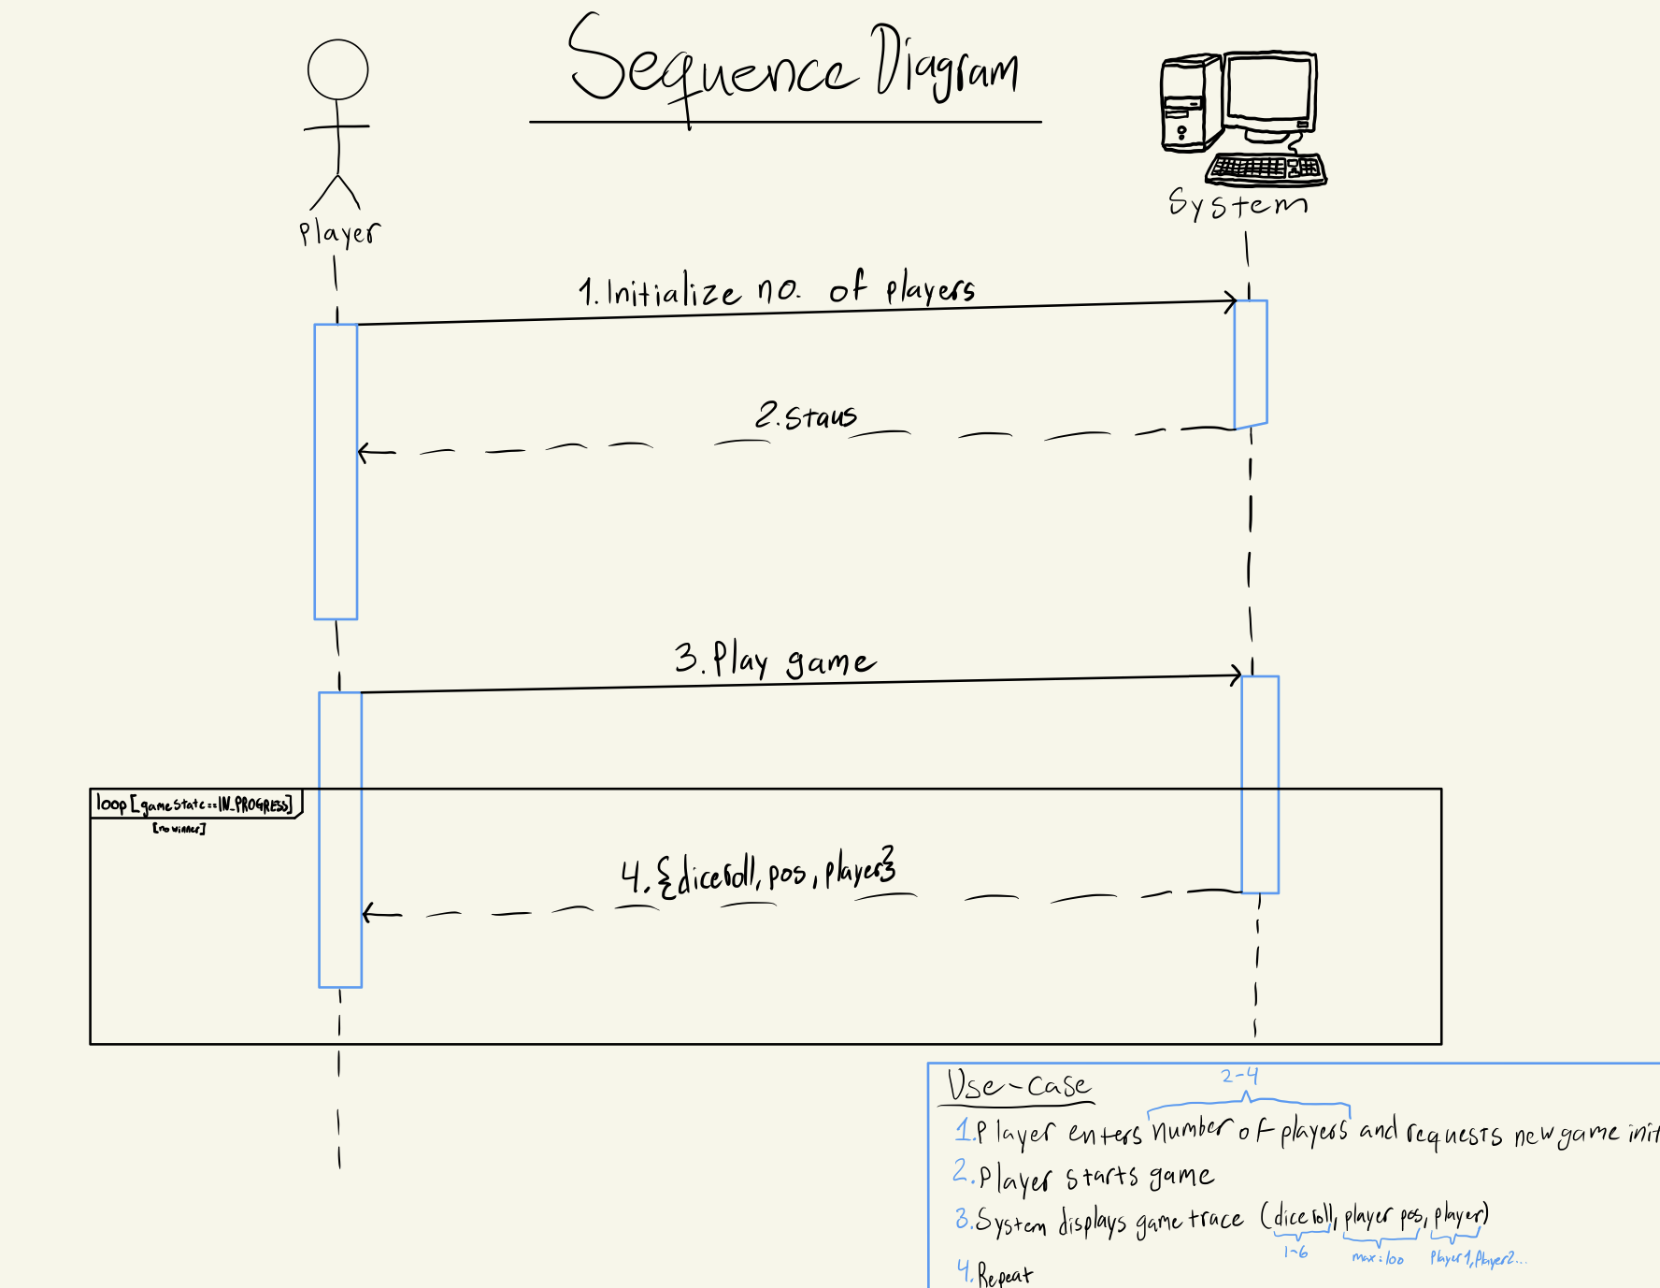 Sequence Diagram
Player
System
1. Initialize no. of players
2. Staus
3. Play game
loop [gamestate==IN_PROGRESS]
[no winner]
4. {diceroll, pos, player}
Use-case
2-4
1. Player enters number of players and requests new game init
2. Player starts game
3. System displays game trace (diceroll, player pos, player)
1-6 max:100 Player1, Player2...
4. Repeat